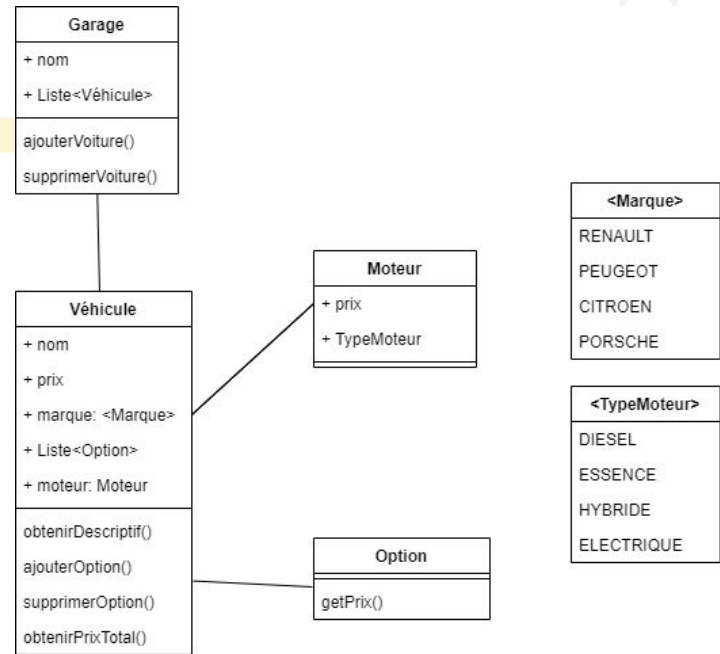 Garage
+ nom
+ Liste<Véhicule>
ajouterVoiture()
supprimerVoiture()
Véhicule
+ nom
+ prix
+ marque: <Marque>
+ Liste<Option>
+ moteur: Moteur
obtenirDescriptif()
ajouterOption()
supprimerOption()
obtenirPrixTotal()
Moteur
+ prix
+ TypeMoteur
Option
getPrix()
<Marque>
RENAULT
PEUGEOT
CITROEN
PORSCHE
<TypeMoteur>
DIESEL
ESSENCE
HYBRIDE
ELECTRIQUE